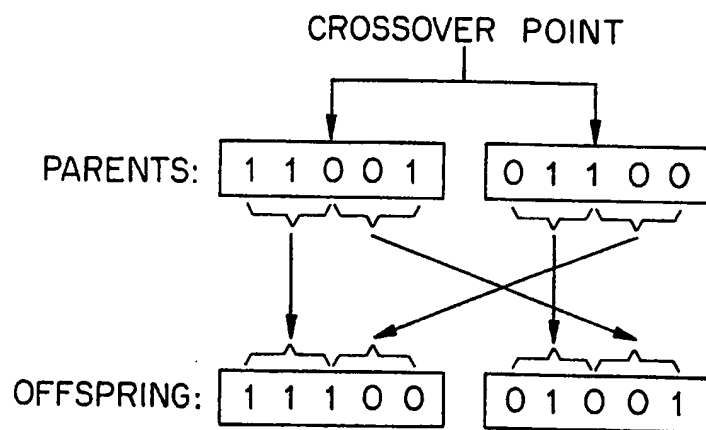 CROSSOVER POINT
PARENTS: 1 1 0 0 1 0 1 1 0 0
OFFSPRING: 1 1 1 0 0 0 1 0 0 1